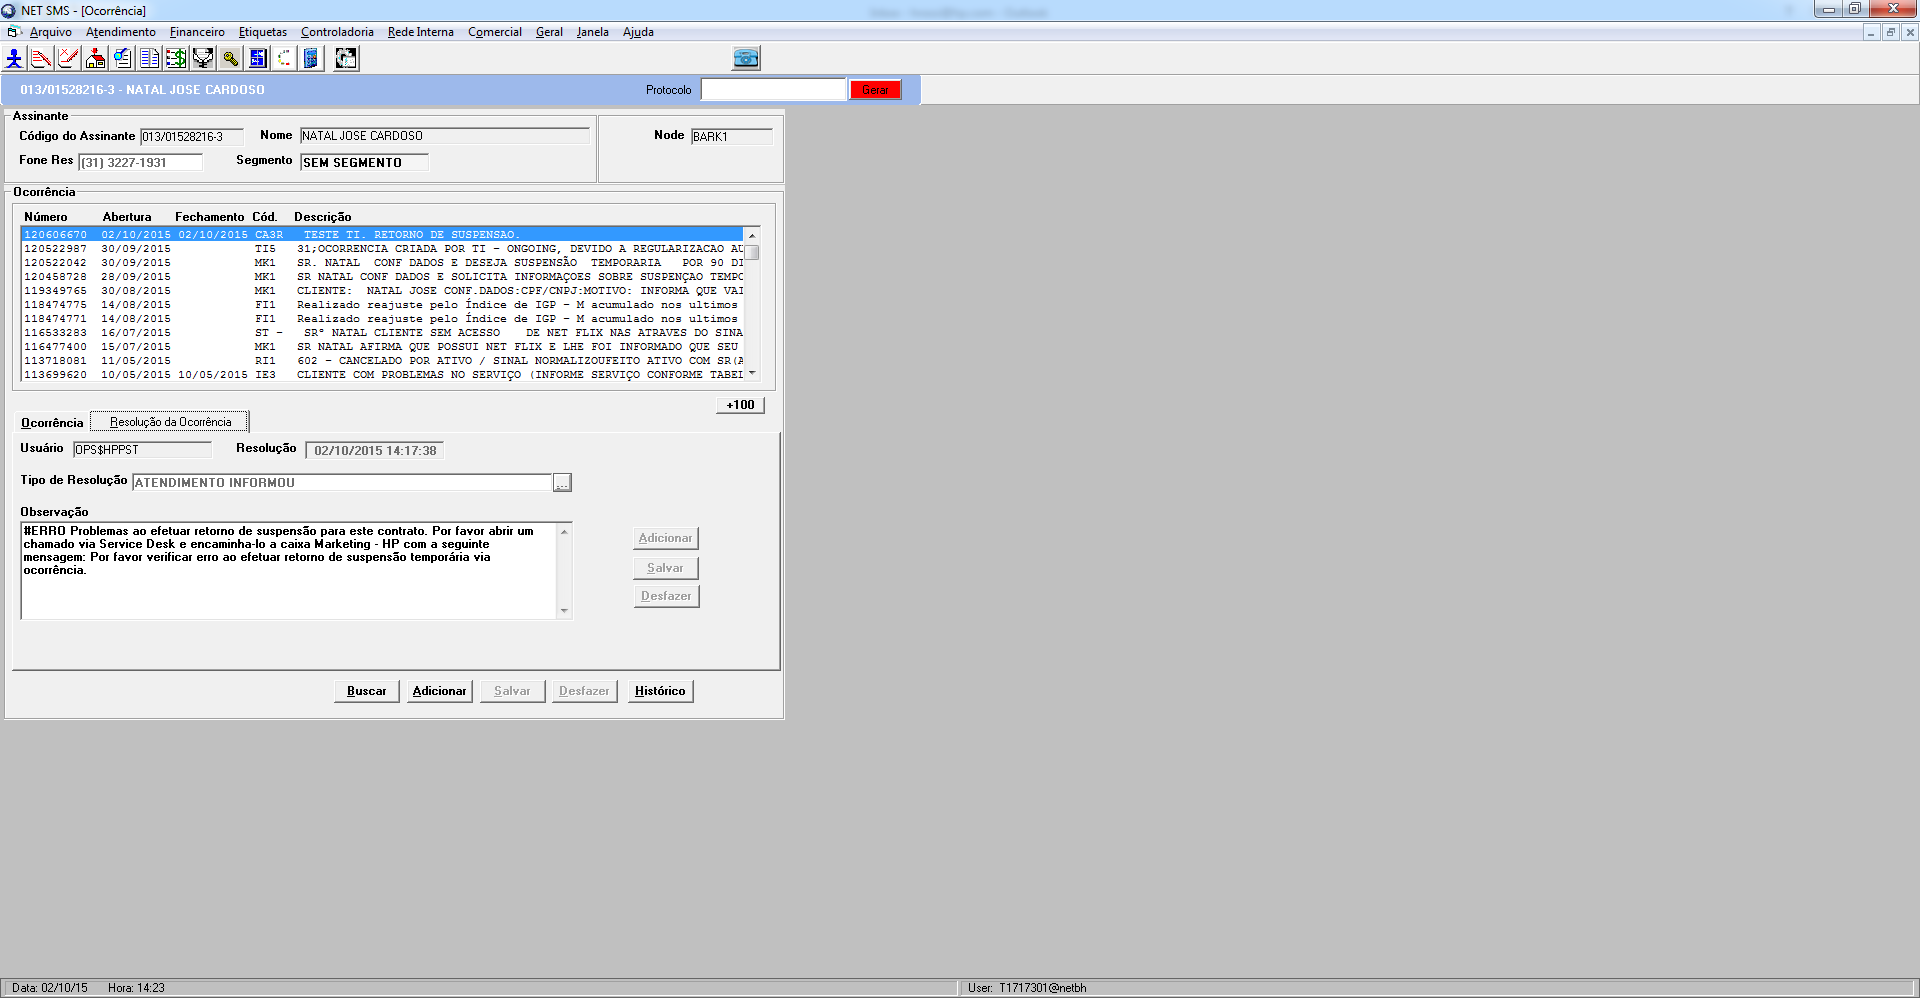 NET SMS - [Ocorrência]
Arquivo Atendimento Financeiro Etiquetas Controladoria Rede Interna Comercial Geral Janela Ajuda
013/01528216-3 - NATAL JOSE CARDOSO Protocolo Gerar
Assinante
Código do Assinante 013/01528216-3 Nome NATAL JOSE CARDOSO Node BARK1
Fone Res (31) 3227-1931 Segmento SEM SEGMENTO
Ocorrência
Número Abertura Fechamento Cód. Descrição
120606670 02/10/2015 02/10/2015 CA3R TESTE TI. RETORNO DE SUSPENSAO.
120522987 30/09/2015 TI5 31;OCORRENCIA CRIADA POR TI - ONGOING, DEVIDO A REGULARIZACAO AU
120522042 30/09/2015 MK1 SR. NATAL CONF DADOS E DESEJA SUSPENSÃO TEMPORARIA POR 90 DI
120458728 28/09/2015 MK1 SR NATAL CONF DADOS E SOLICITA INFORMAÇOES SOBRE SUSPENÇAO TEMPO
119349765 30/08/2015 MK1 CLIENTE: NATAL JOSE CONF.DADOS:CPF/CNPJ:MOTIVO: INFORMA QUE VAI
118474775 14/08/2015 FI1 Realizado reajuste pelo Índice de IGP - M acumulado nos ultimos
118474771 14/08/2015 FI1 Realizado reajuste pelo Índice de IGP - M acumulado nos ultimos
116533283 16/07/2015 ST - SRº NATAL CLIENTE SEM ACESSO DE NET FLIX NAS ATRAVES DO SINA
116477400 15/07/2015 MK1 SR NATAL AFIRMA QUE POSSUI NET FLIX E LHE FOI INFORMADO QUE SEU
113718081 11/05/2015 RI1 602 - CANCELADO POR ATIVO / SINAL NORMALIZOUFEITO ATIVO COM SR(A
113699620 10/05/2015 10/05/2015 IE3 CLIENTE COM PROBLEMAS NO SERVIÇO (INFORME SERVIÇO CONFORME TABEI
+100
Ocorrência Resolução da Ocorrência
Usuário OPS$HPPST Resolução 02/10/2015 14:17:38
Tipo de Resolução ATENDIMENTO INFORMOU ...
Observação
#ERRO Problemas ao efetuar retorno de suspensão para este contrato. Por favor abrir um
chamado via Service Desk e encaminha-lo a caixa Marketing - HP com a seguinte
mensagem: Por favor verificar erro ao efetuar retorno de suspensão temporária via
ocorrência.
Adicionar
Salvar
Desfazer
Buscar Adicionar Salvar Desfazer Histórico
Data: 02/10/15 Hora: 14:23 User: T1717301@netbh